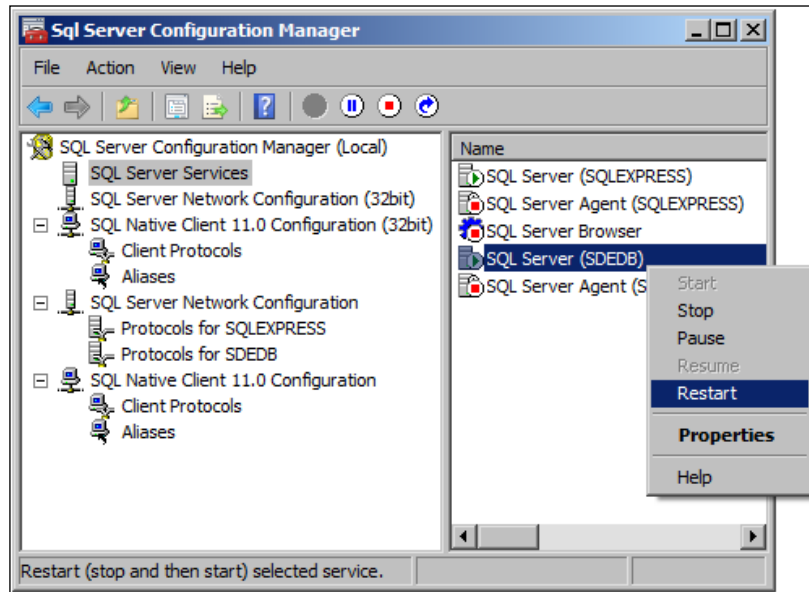 Sql Server Configuration Manager
File Action View Help
SQL Server Configuration Manager (Local)
SQL Server Services
SQL Server Network Configuration (32bit)
SQL Native Client 11.0 Configuration (32bit)
Client Protocols
Aliases
SQL Server Network Configuration
Protocols for SQLEXPRESS
Protocols for SDEDB
SQL Native Client 11.0 Configuration
Client Protocols
Aliases
Name
SQL Server (SQLEXPRESS)
SQL Server Agent (SQLEXPRESS)
SQL Server Browser
SQL Server (SDEDB)
SQL Server Agent (S
Start
Stop
Pause
Resume
Restart
Properties
Help
Restart (stop and then start) selected service.